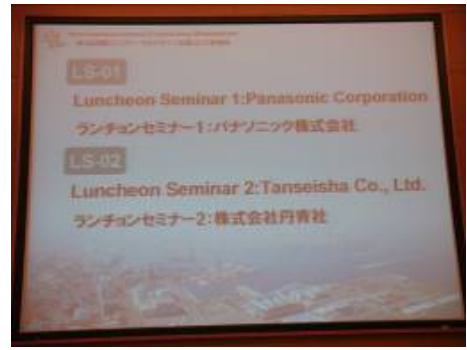 LS-01
Luncheon Seminar 1:Panasonic Corporation
ランチョンセミナー1:パナソニック株式会社
LS-02
Luncheon Seminar 2:Tanseisha Co., Ltd.
ランチョンセミナー2:株式会社丹青社